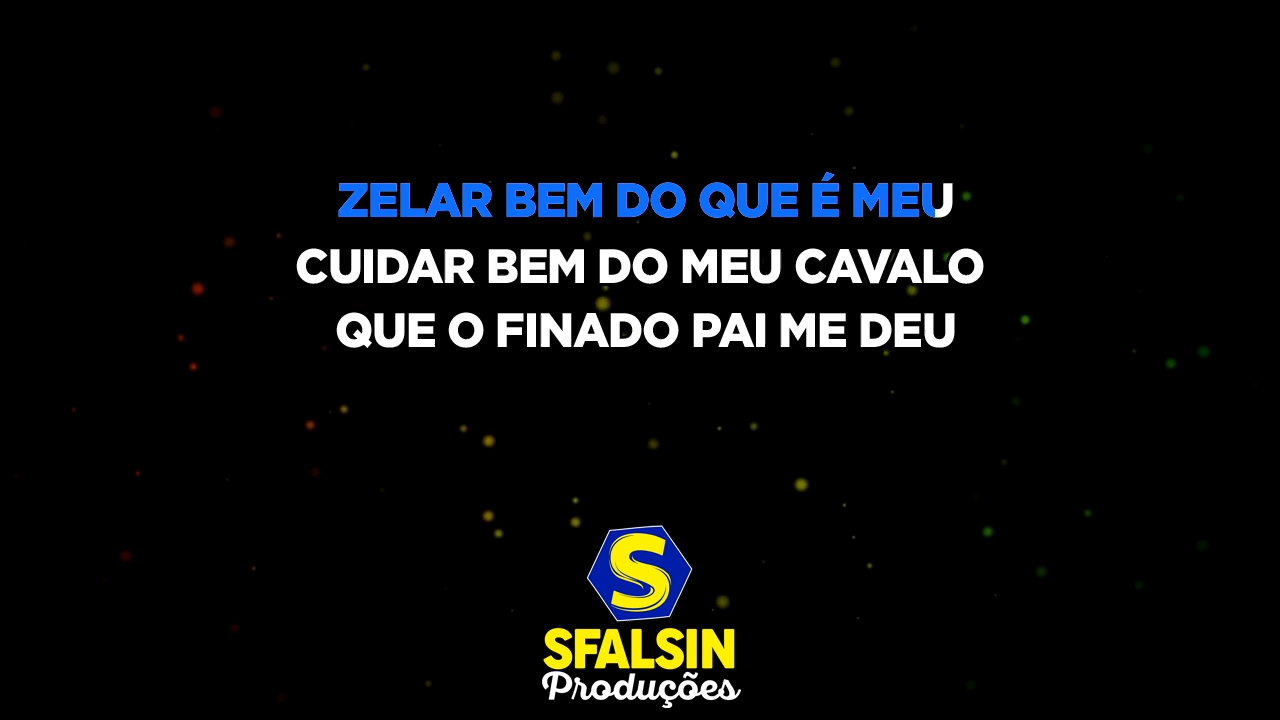 ZELAR BEM DO QUE É MEU
CUIDAR BEM DO MEU CAVALO
QUE O FINADO PAI ME DEU
S
SFALSIN
Produções